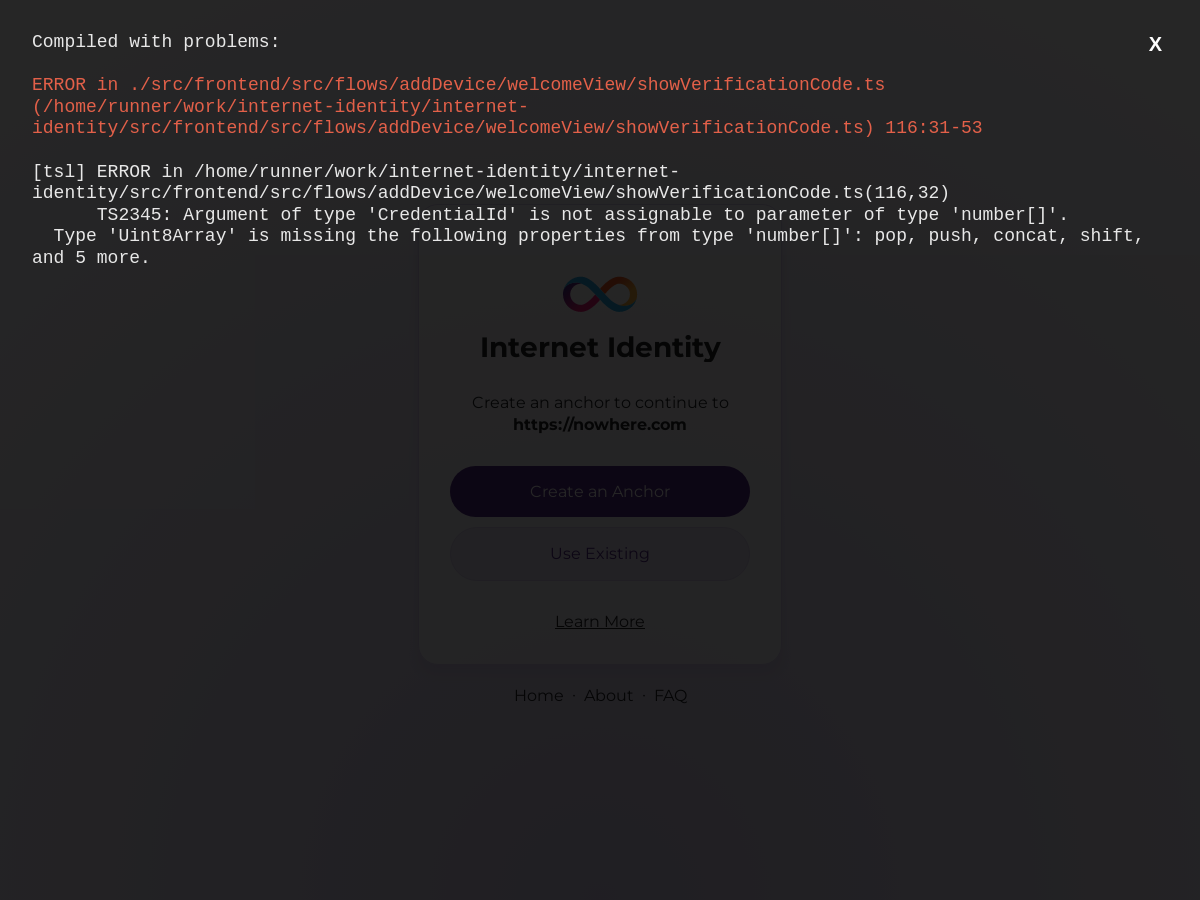 Compiled with problems:
X
ERROR in ./src/frontend/src/flows/addDevice/welcomeView/showVerificationCode.ts
(/home/runner/work/internet-identity/internet-
identity/src/frontend/src/flows/addDevice/welcomeView/showVerificationCode.ts) 116:31-53
[tsl] ERROR in /home/runner/work/internet-identity/internet-
identity/src/frontend/src/flows/addDevice/welcomeView/showVerificationCode.ts(116,32)
TS2345: Argument of type 'CredentialId' is not assignable to parameter of type 'number[]'.
Type 'Uint8Array' is missing the following properties from type 'number[]': pop, push, concat, shift,
and 5 more.
Internet Identity
Create an anchor to continue to
https://nowhere.com
Create an Anchor
Use Existing
Learn More
Home · About · FAQ